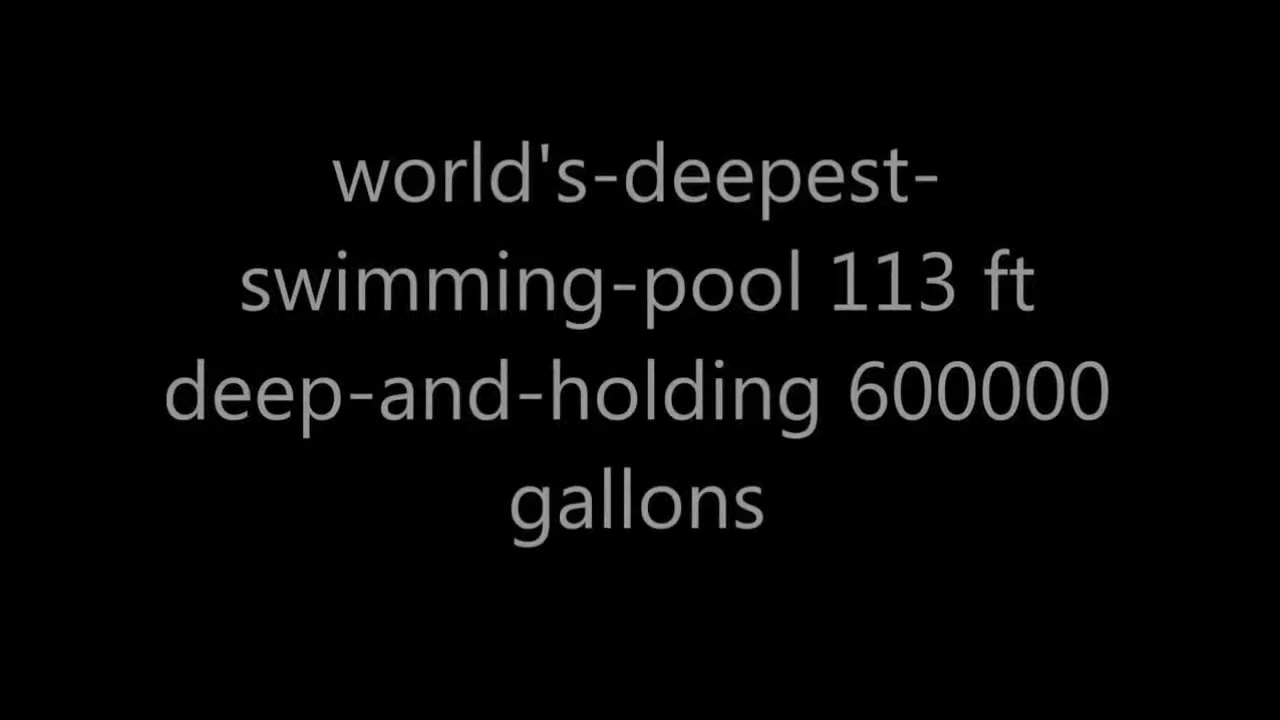 world's-deepest-
swimming-pool 113 ft
deep-and-holding 600000
gallons